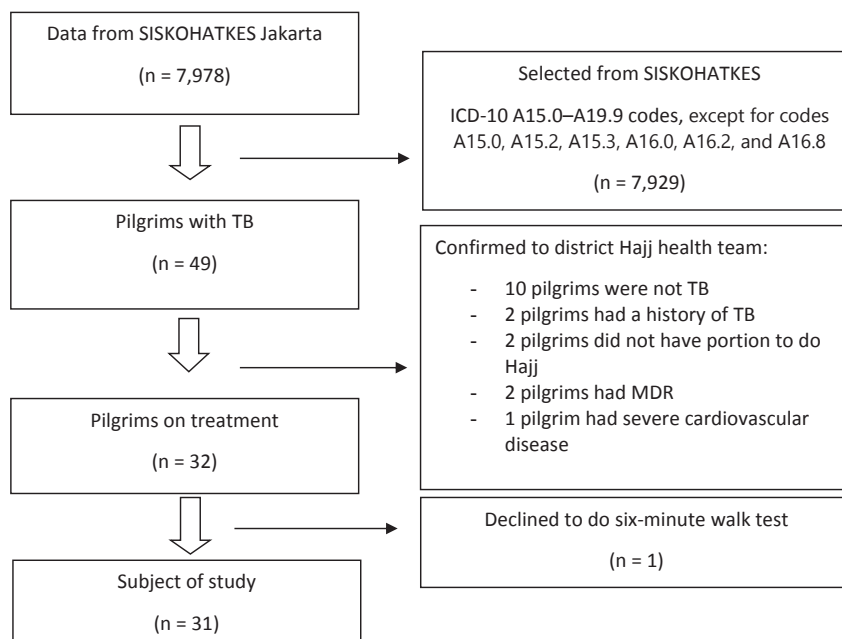 Data from SISKOHATKES Jakarta
(n = 7,978)
Selected from SISKOHATKES
ICD-10 A15.0–A19.9 codes, except for codes
A15.0, A15.2, A15.3, A16.0, A16.2, and A16.8
(n = 7,929)
Pilgrims with TB
(n = 49)
Confirmed to district Hajj health team:
- 10 pilgrims were not TB
- 2 pilgrims had a history of TB
- 2 pilgrims did not have portion to do
Hajj
- 2 pilgrims had MDR
- 1 pilgrim had severe cardiovascular
disease
Pilgrims on treatment
(n = 32)
Declined to do six-minute walk test
(n = 1)
Subject of study
(n = 31)